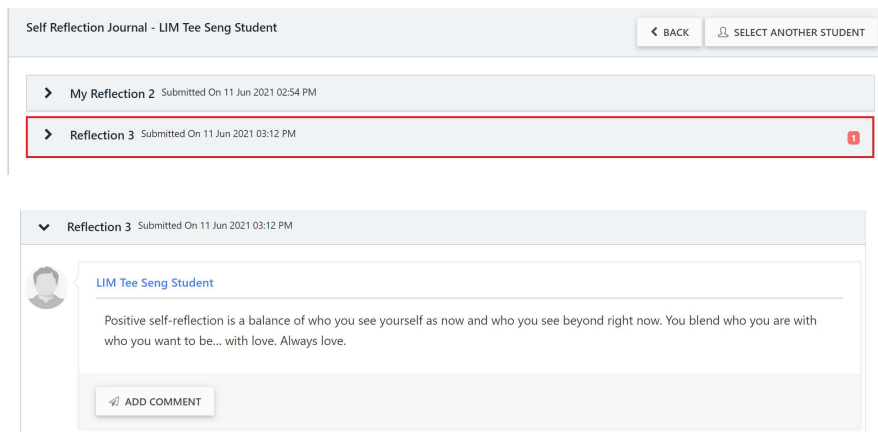 Self Reflection Journal - LIM Tee Seng Student
BACK
SELECT ANOTHER STUDENT
My Reflection 2 Submitted On 11 Jun 2021 02:54 PM
Reflection 3 Submitted On 11 Jun 2021 03:12 PM
1
Reflection 3 Submitted On 11 Jun 2021 03:12 PM
LIM Tee Seng Student
Positive self-reflection is a balance of who you see yourself as now and who you see beyond right now. You blend who you are with
who you want to be... with love. Always love.
ADD COMMENT